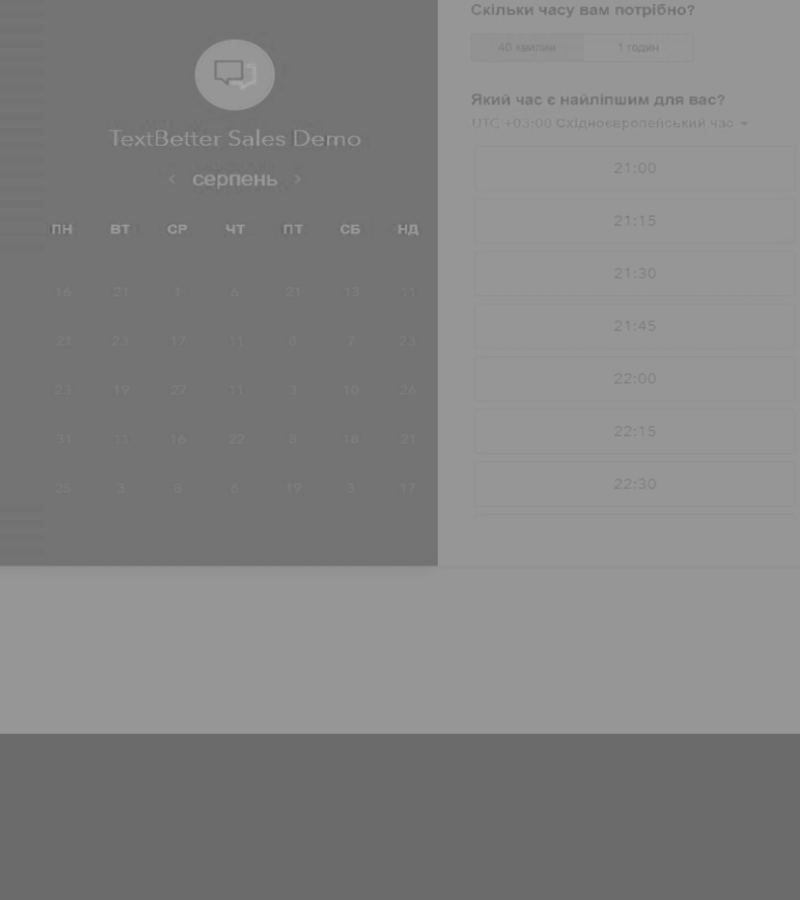 TextBetter Sales Demo
‹ серпень ›
ПН ВТ СР ЧТ ПТ СБ НД
16 21 1 6 21 13 11
21 23 17 11 8 7 23
23 19 27 11 3 10 26
31 11 16 22 8 18 21
25 3 8 6 19 3 17
Скільки часу вам потрібно?
40 хвилин 1 годин
Який час є найліпшим для вас?
UTC +03:00 Східноєвропейський час
21:00
21:15
21:30
21:45
22:00
22:15
22:30